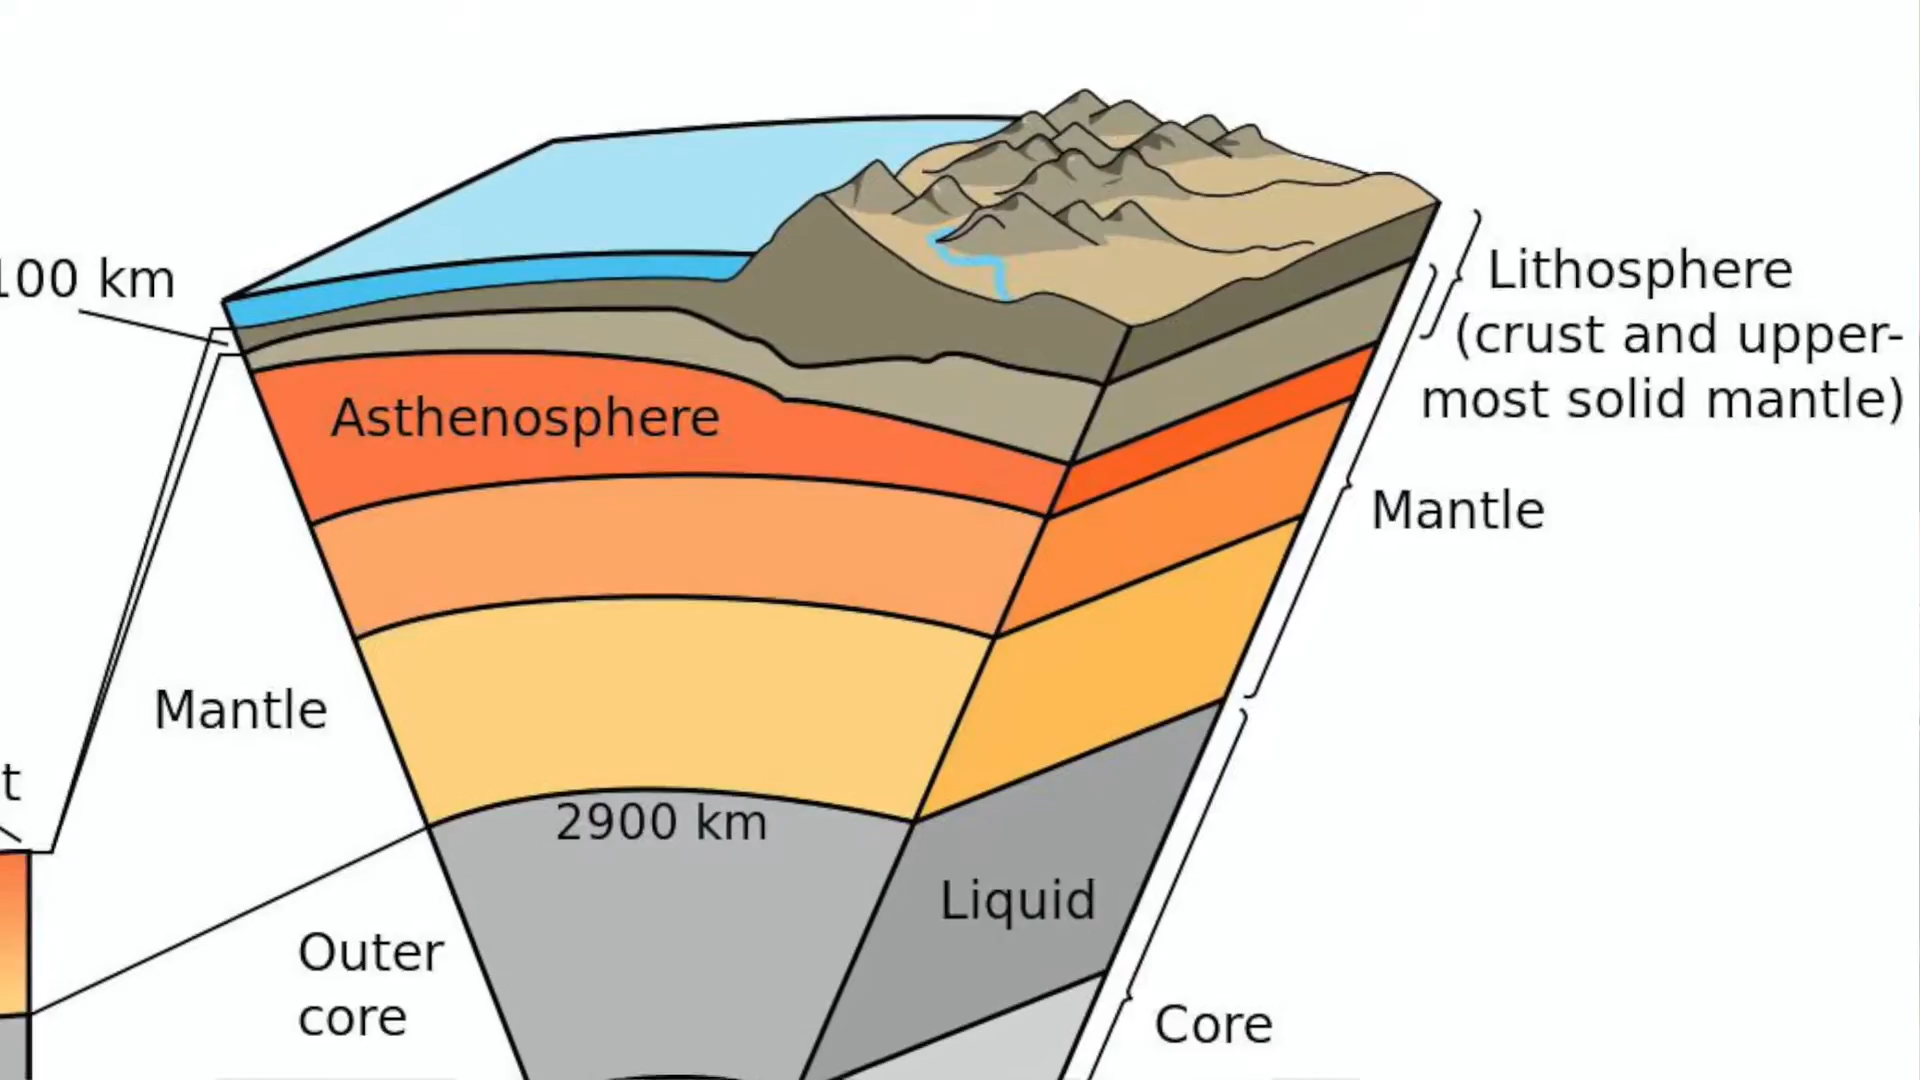 100 km
Lithosphere
(crust and upper-
most solid mantle)
Asthenosphere
Mantle
Mantle
t
2900 km
Liquid
Outer
core
Core